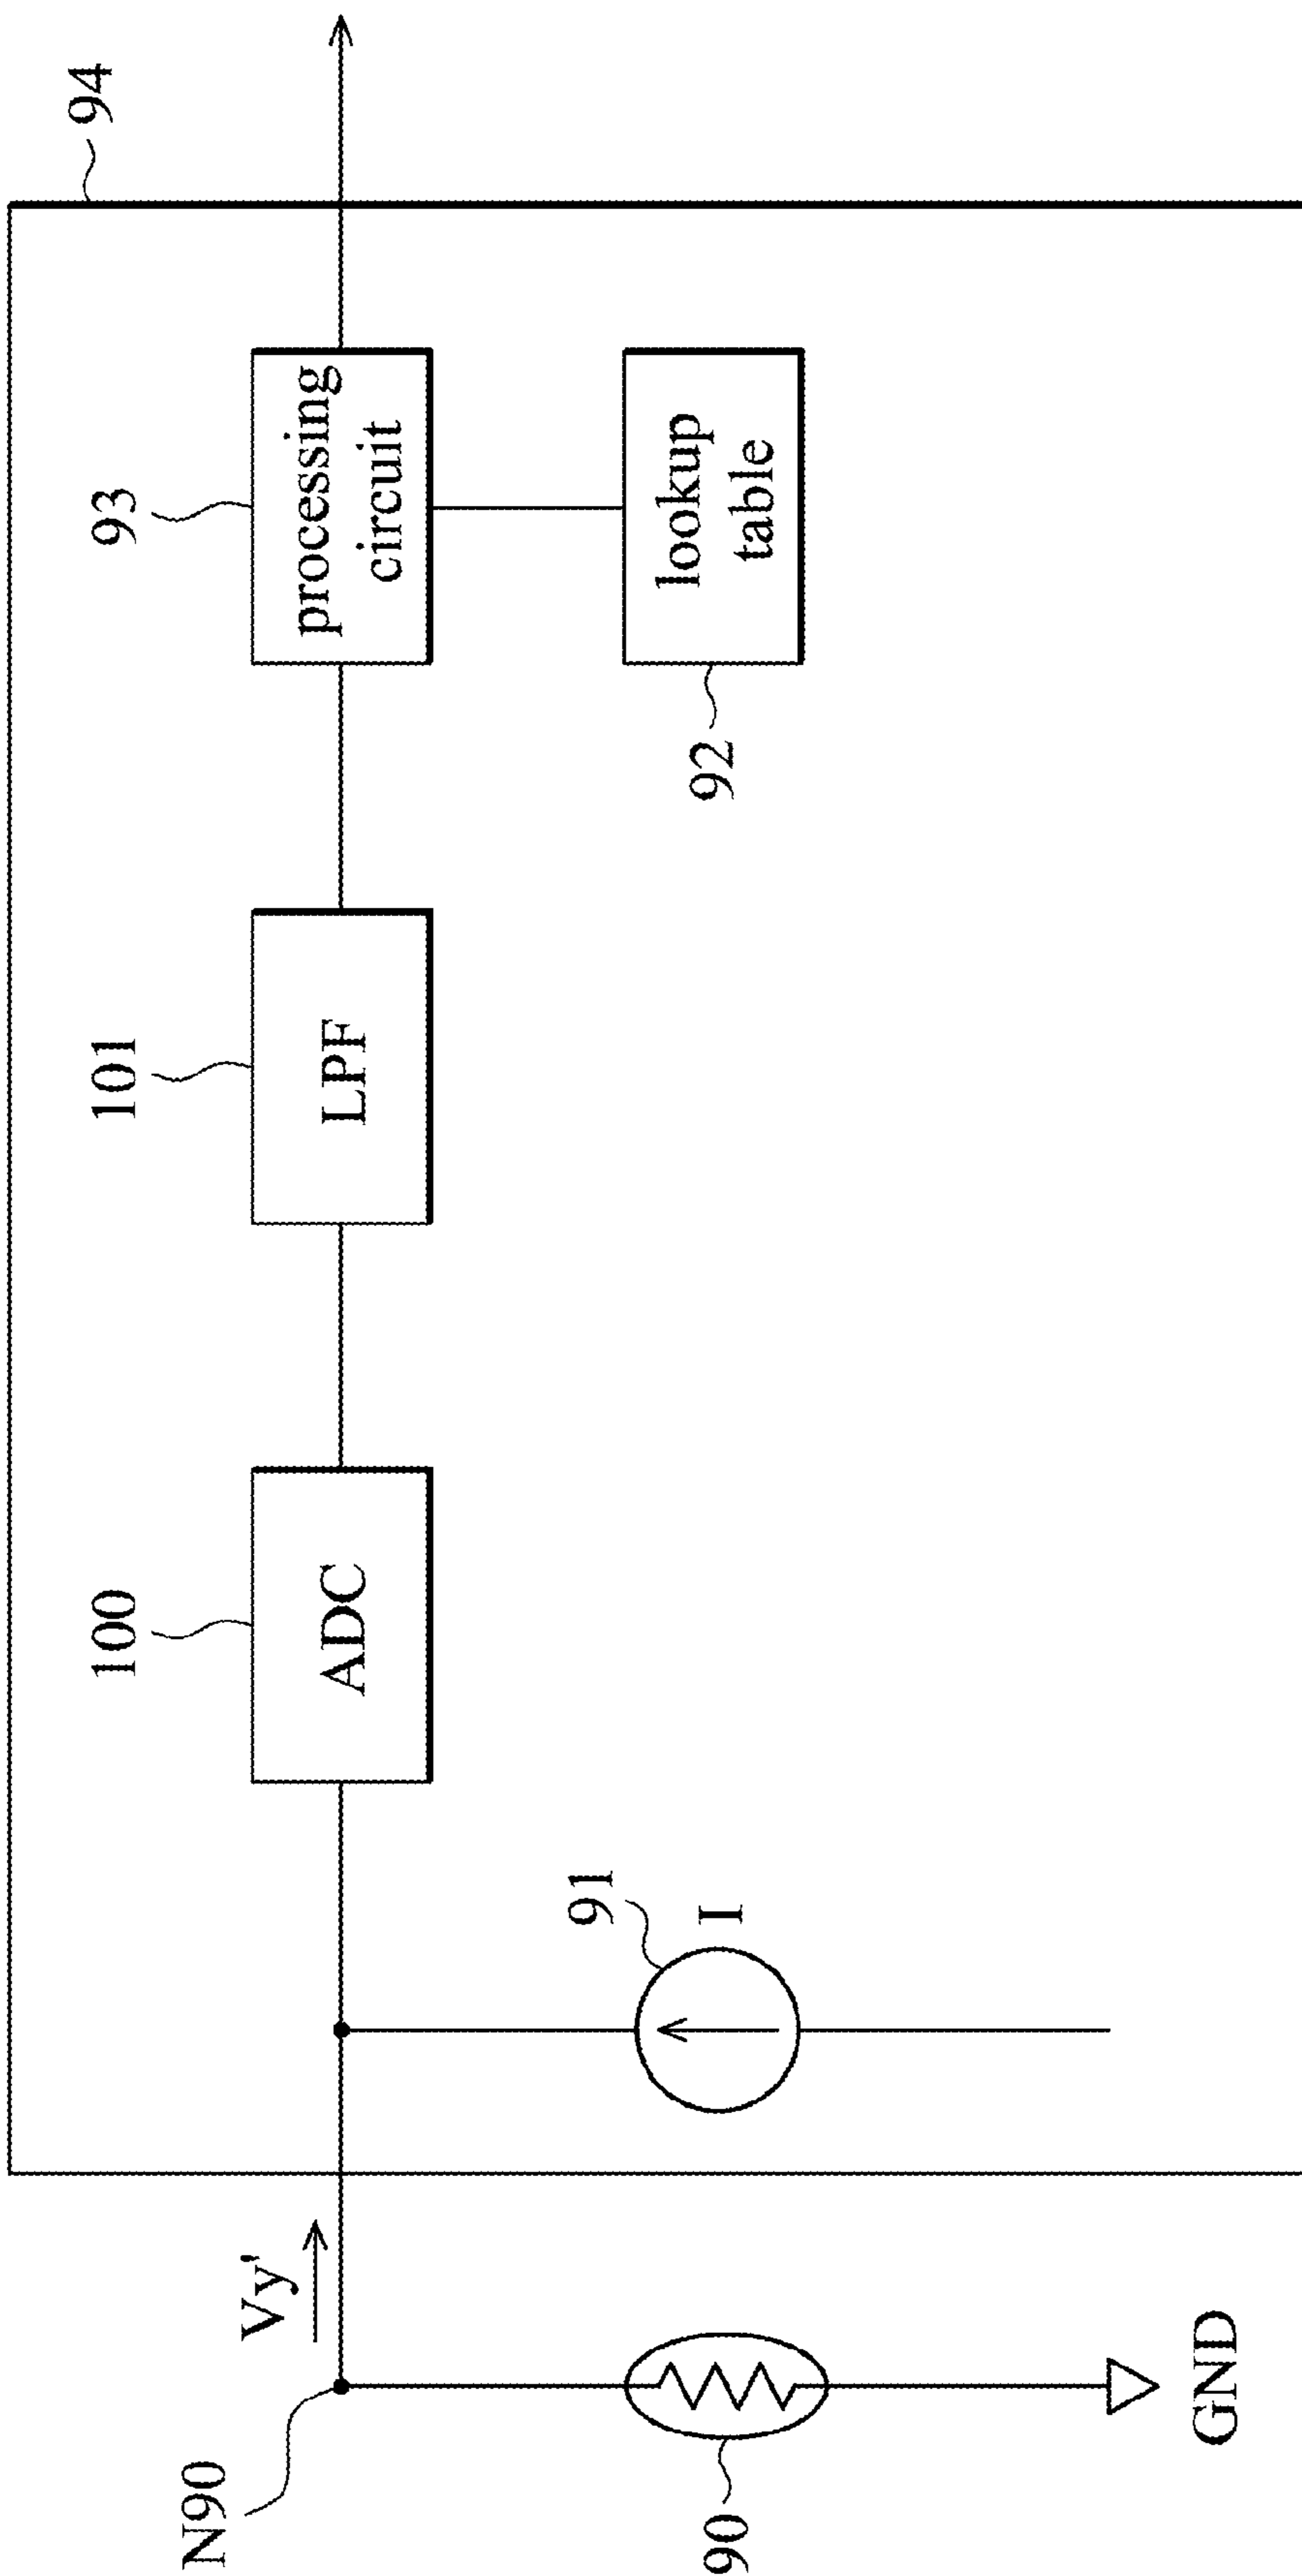 94
93
processing
circuit
lookup
table
92
101
LPF
100
ADC
91
I
Vy'
N90
90
GND